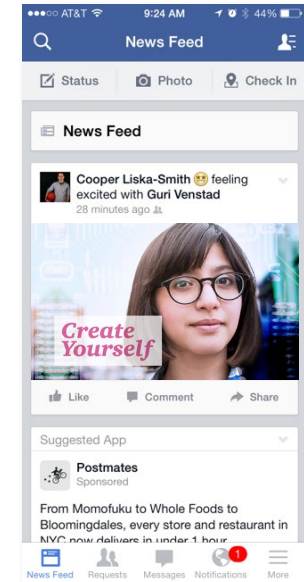 AT&T 9:24 AM 44%
News Feed
Status Photo Check In
News Feed
Cooper Liska-Smith 😁 feeling
excited with Guri Venstad
28 minutes ago
Create
Yourself
Like Comment Share
Suggested App
Postmates
Sponsored
From Momofuku to Whole Foods to
Bloomingdales, every store and restaurant in
NYC now delivers in under 1 hour
1
News Feed Requests Messages Notifications More